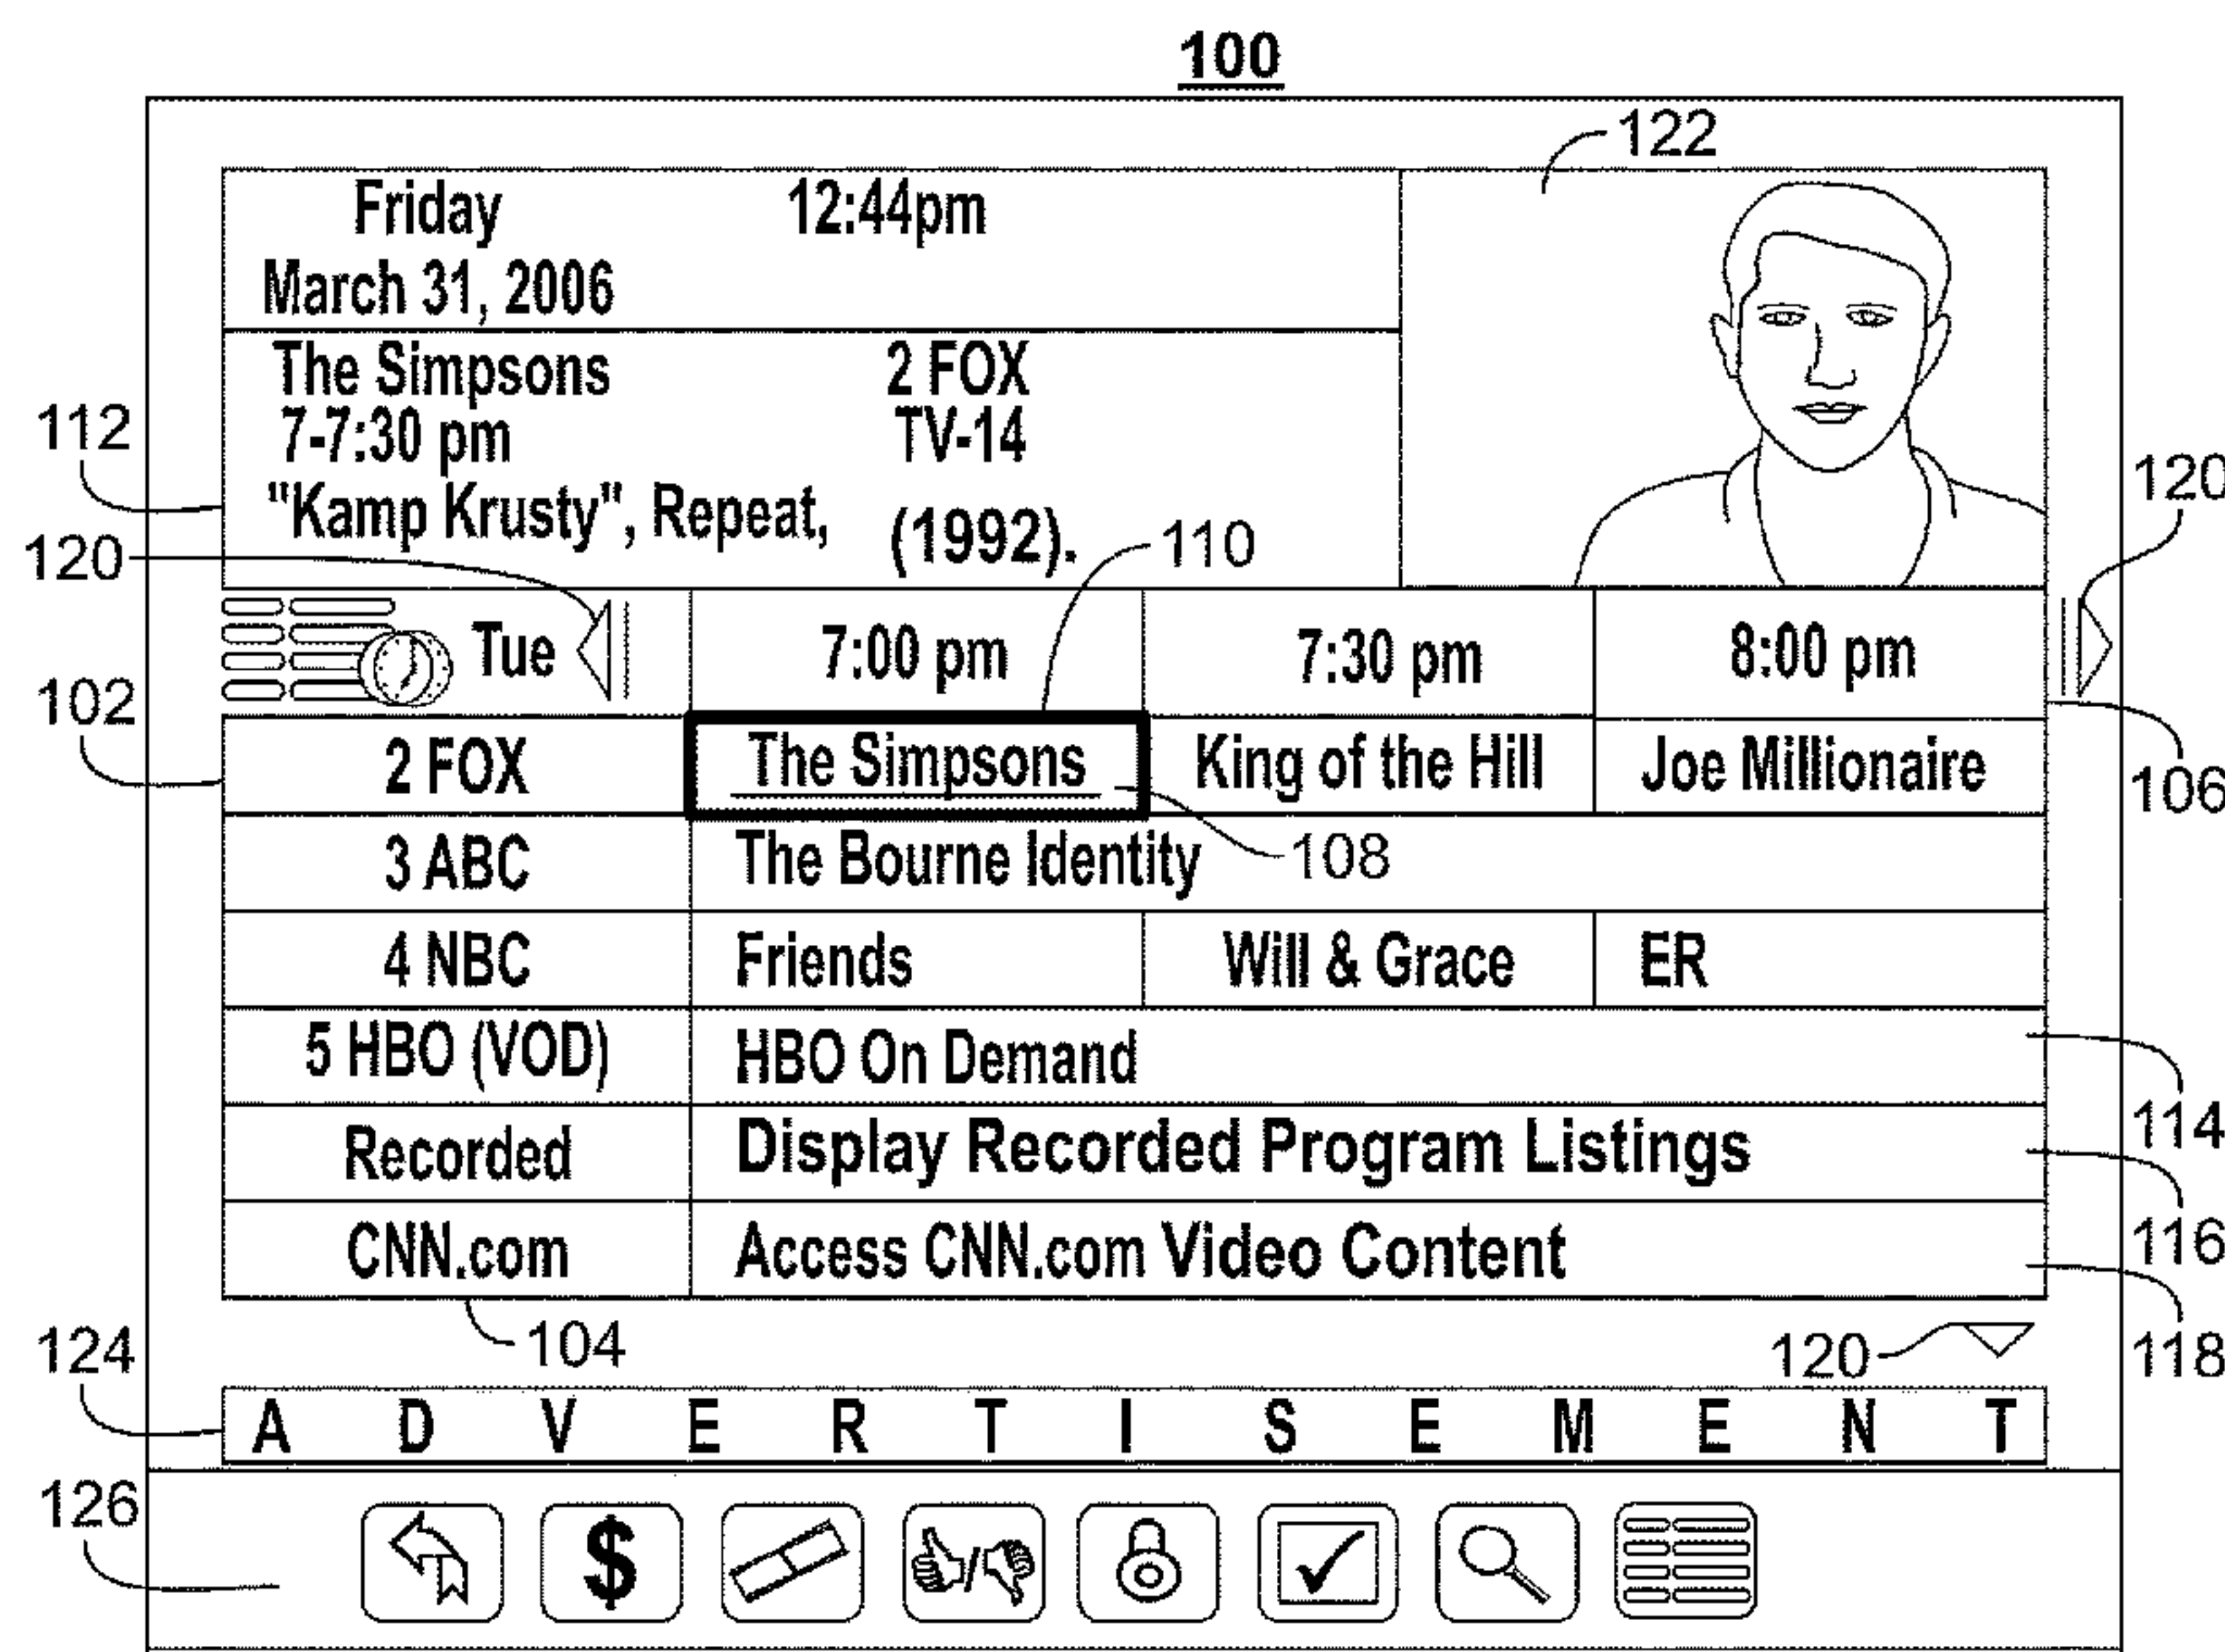 100
122
Friday 12:44pm
March 31, 2006
The Simpsons 2 FOX
112
7-7:30 pm TV-14
120
"Kamp Krusty", Repeat, (1992).
120
110
Tue 7:00 pm 7:30 pm 8:00 pm
102
2 FOX The Simpsons King of the Hill Joe Millionaire
106
3 ABC The Bourne Identity
108
4 NBC Friends Will & Grace ER
5 HBO (VOD) HBO On Demand
114
Recorded Display Recorded Program Listings
116
CNN.com Access CNN.com Video Content
104
120
118
124
A D V E R T I S E M E N T
126
$
/